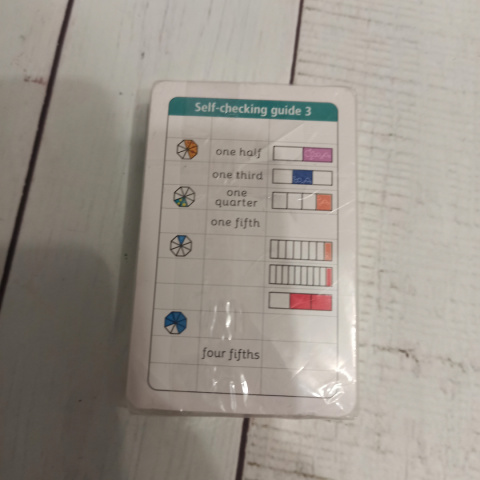 Self-checking guide 3
one half
one third
one
quarter
one fifth
four fifths